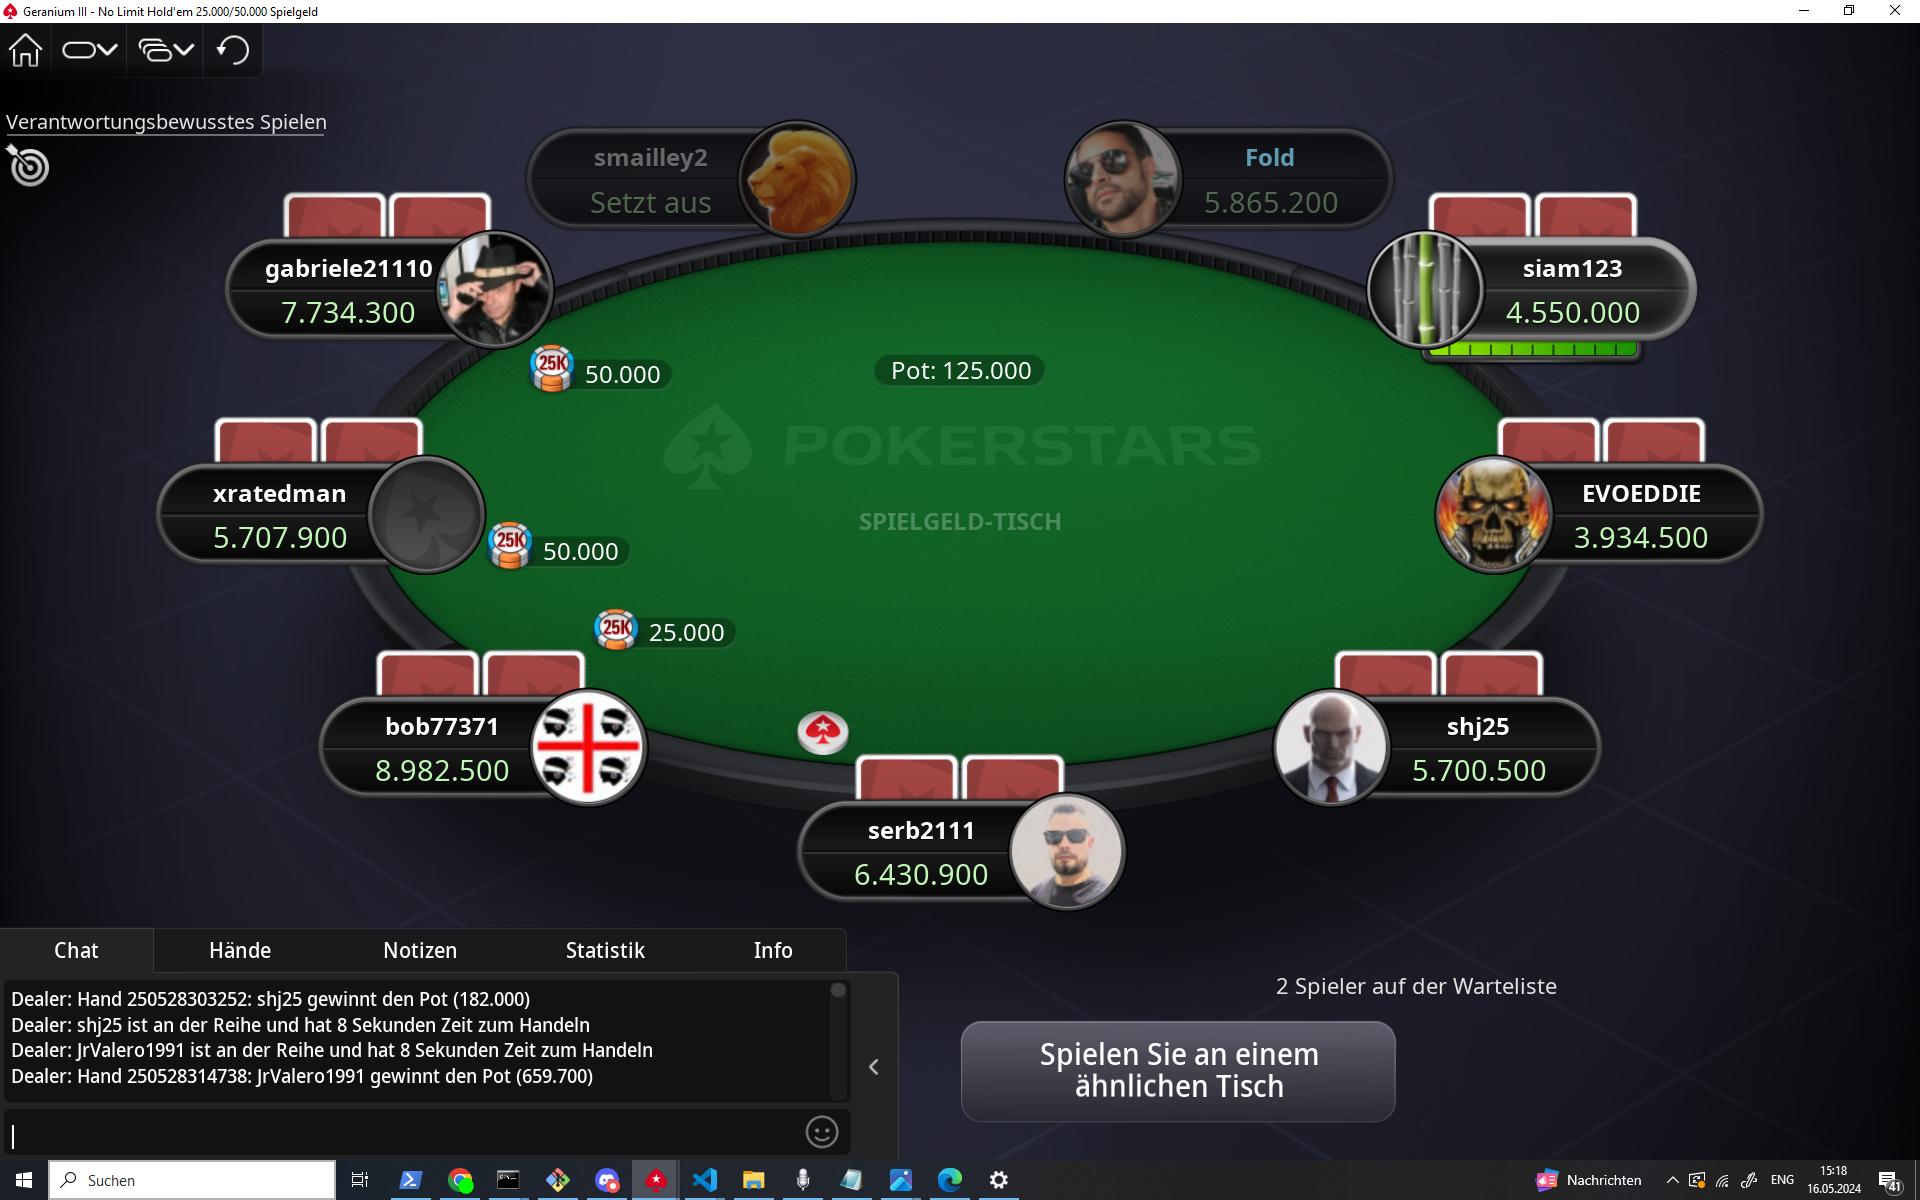 Geranium III - No Limit Hold'em 25.000/50.000 Spielgeld
Verantwortungsbewusstes Spielen
smailley2
Setzt aus
Fold
5.865.200
gabriele21110
7.734.300
siam123
4.550.000
25K 50.000
Pot: 125.000
POKERSTARS
SPIELGELD-TISCH
xratedman
5.707.900
EVOEDDIE
3.934.500
25K 50.000
25K 25.000
bob77371
8.982.500
shj25
5.700.500
serb2111
6.430.900
Chat Hände Notizen Statistik Info
Dealer: Hand 250528303252: shj25 gewinnt den Pot (182.000)
Dealer: shj25 ist an der Reihe und hat 8 Sekunden Zeit zum Handeln
Dealer: JrValero1991 ist an der Reihe und hat 8 Sekunden Zeit zum Handeln
Dealer: Hand 250528314738: JrValero1991 gewinnt den Pot (659.700)
2 Spieler auf der Warteliste
Spielen Sie an einem
ähnlichen Tisch
Suchen
Nachrichten
ENG
15:18
16.05.2024
41